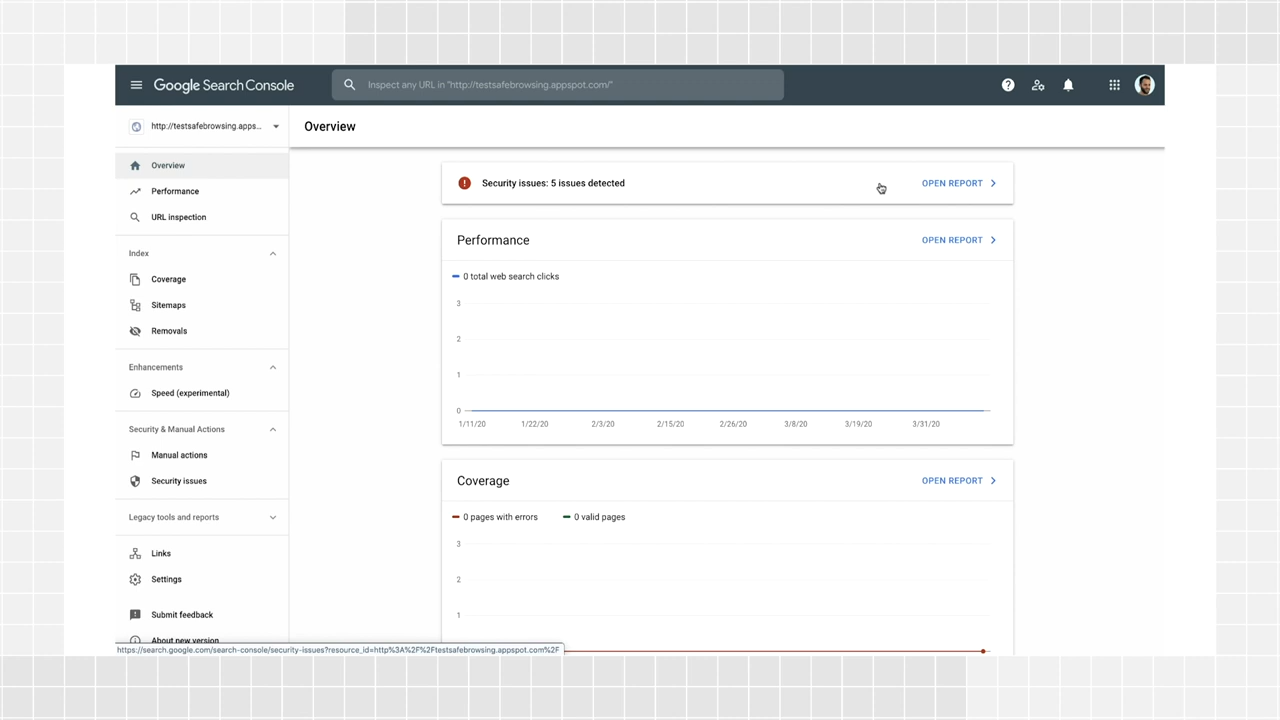 Google Search Console
Inspect any URL in "http://testsafebrowsing.appspot.com/"
http://testsafebrowsing.apps...
Overview
Overview
Performance
URL inspection
Index
Coverage
Sitemaps
Removals
Enhancements
Speed (experimental)
Security & Manual Actions
Manual actions
Security issues
Legacy tools and reports
Links
Settings
Submit feedback
About new version
Security issues: 5 issues detected
OPEN REPORT
Performance
OPEN REPORT
0 total web search clicks
3
2
1
0
1/11/20 1/22/20 2/3/20 2/15/20 2/26/20 3/8/20 3/19/20 3/31/20
Coverage
OPEN REPORT
0 pages with errors 0 valid pages
3
2
1
https://search.google.com/search-console/security-issues?resource_id=http%3A%2F%2Ftestsafebrowsing.appspot.com%2F